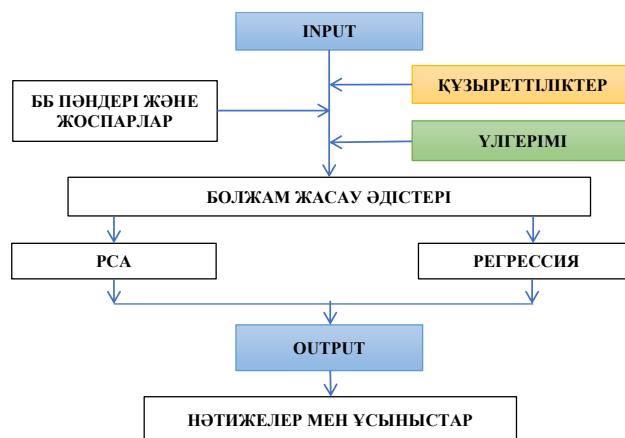 INPUT
ҚҰЗЫРЕТТІЛІКТЕР
ББ ПӘНДЕРІ ЖӘНЕ
ЖОСПАРЛАР
ҮЛГЕРІМІ
БОЛЖАМ ЖАСАУ ӘДІСТЕРІ
PCA
РЕГРЕССИЯ
OUTPUT
НӘТИЖЕЛЕР МЕН ҰСЫНЫСТАР